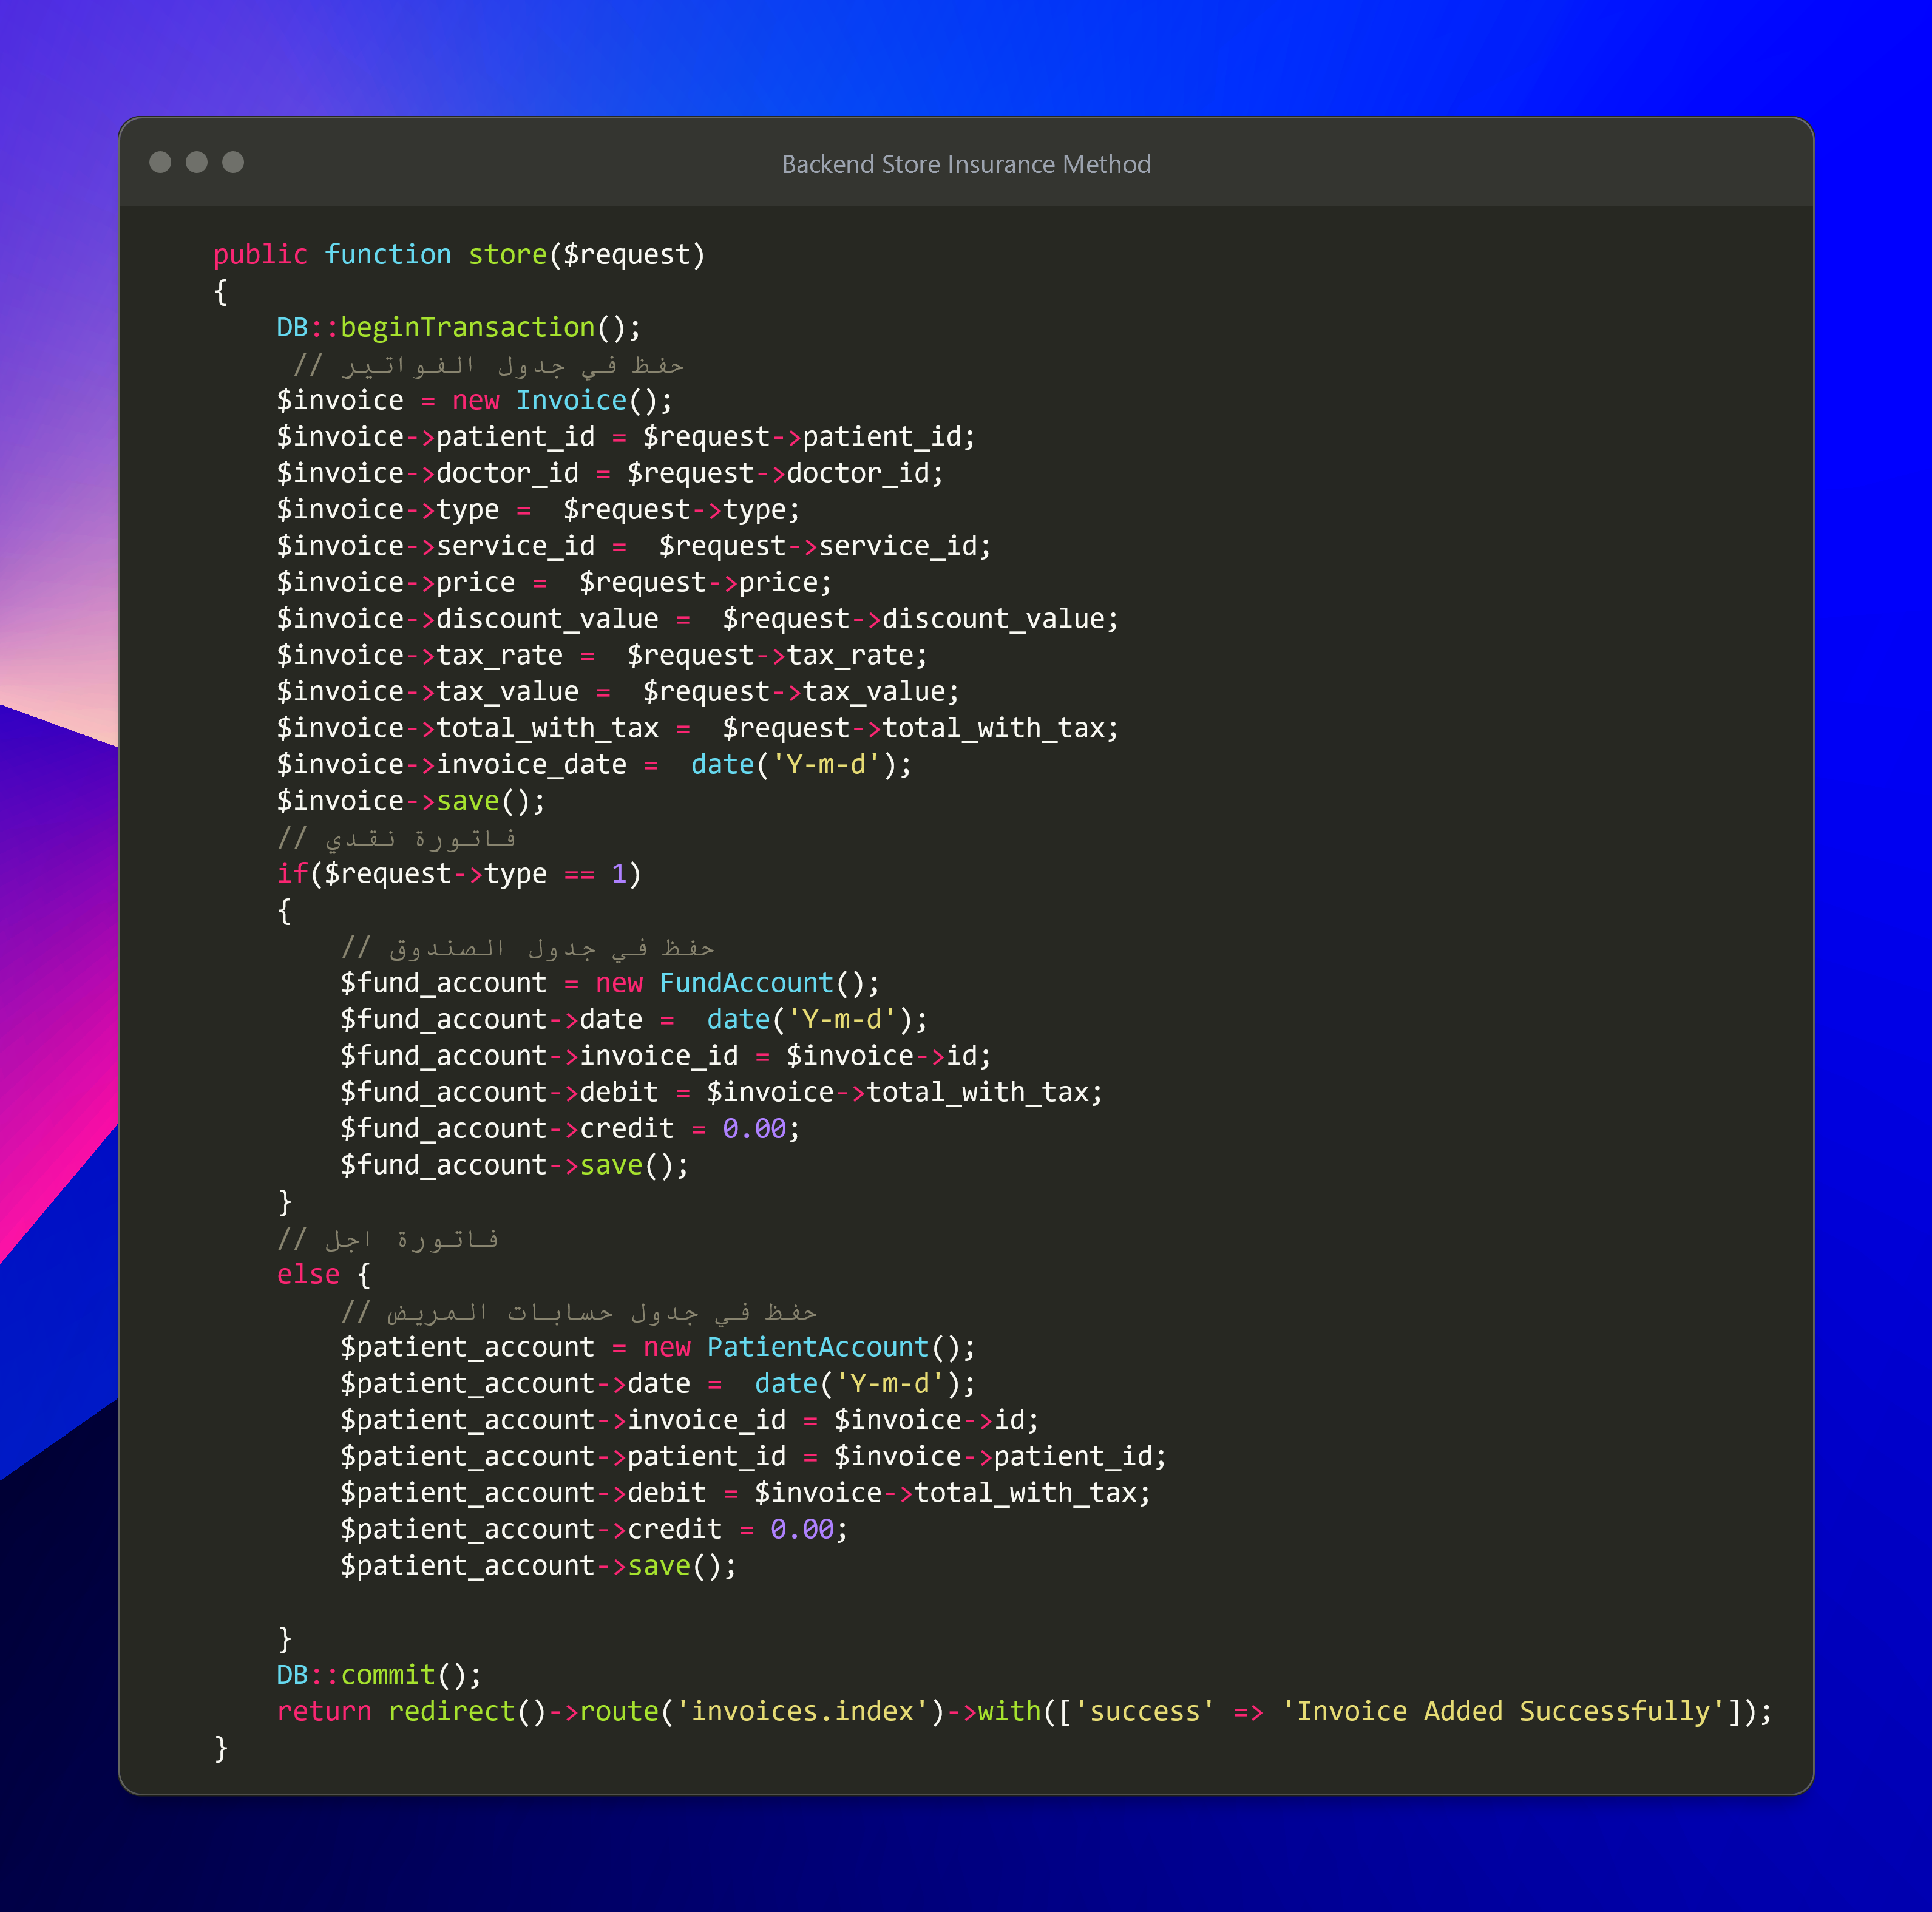 Backend Store Insurance Method
public function store($request)
{
DB::beginTransaction();
// حفظ في جدول الفواتير
$invoice = new Invoice();
$invoice->patient_id = $request->patient_id;
$invoice->doctor_id = $request->doctor_id;
$invoice->type =  $request->type;
$invoice->service_id =  $request->service_id;
$invoice->price =  $request->price;
$invoice->discount_value =  $request->discount_value;
$invoice->tax_rate =  $request->tax_rate;
$invoice->tax_value =  $request->tax_value;
$invoice->total_with_tax =  $request->total_with_tax;
$invoice->invoice_date =  date('Y-m-d');
$invoice->save();
// فاتورة نقدي
if($request->type == 1)
{
// حفظ في جدول الصندوق
$fund_account = new FundAccount();
$fund_account->date =  date('Y-m-d');
$fund_account->invoice_id = $invoice->id;
$fund_account->debit = $invoice->total_with_tax;
$fund_account->credit = 0.00;
$fund_account->save();
}
// فاتورة اجل
else {
// حفظ في جدول حسابات المريض
$patient_account = new PatientAccount();
$patient_account->date =  date('Y-m-d');
$patient_account->invoice_id = $invoice->id;
$patient_account->patient_id = $invoice->patient_id;
$patient_account->debit = $invoice->total_with_tax;
$patient_account->credit = 0.00;
$patient_account->save();
}
DB::commit();
return redirect()->route('invoices.index')->with(['success' => 'Invoice Added Successfully']);
}